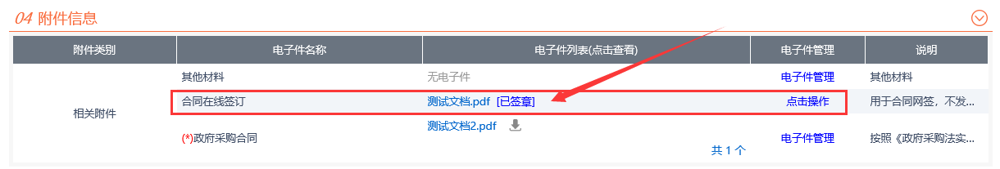 04 附件信息
附件类别 电子件名称 电子件列表(点击查看) 电子件管理 说明
其他材料 无电子件 电子件管理 其他材料
合同在线签订 测试文档.pdf [已签章] 点击操作 用于合同网签，不发...
相关附件
测试文档2.pdf
(*)政府采购合同 电子件管理 按照《政府采购法实...
共 1 个